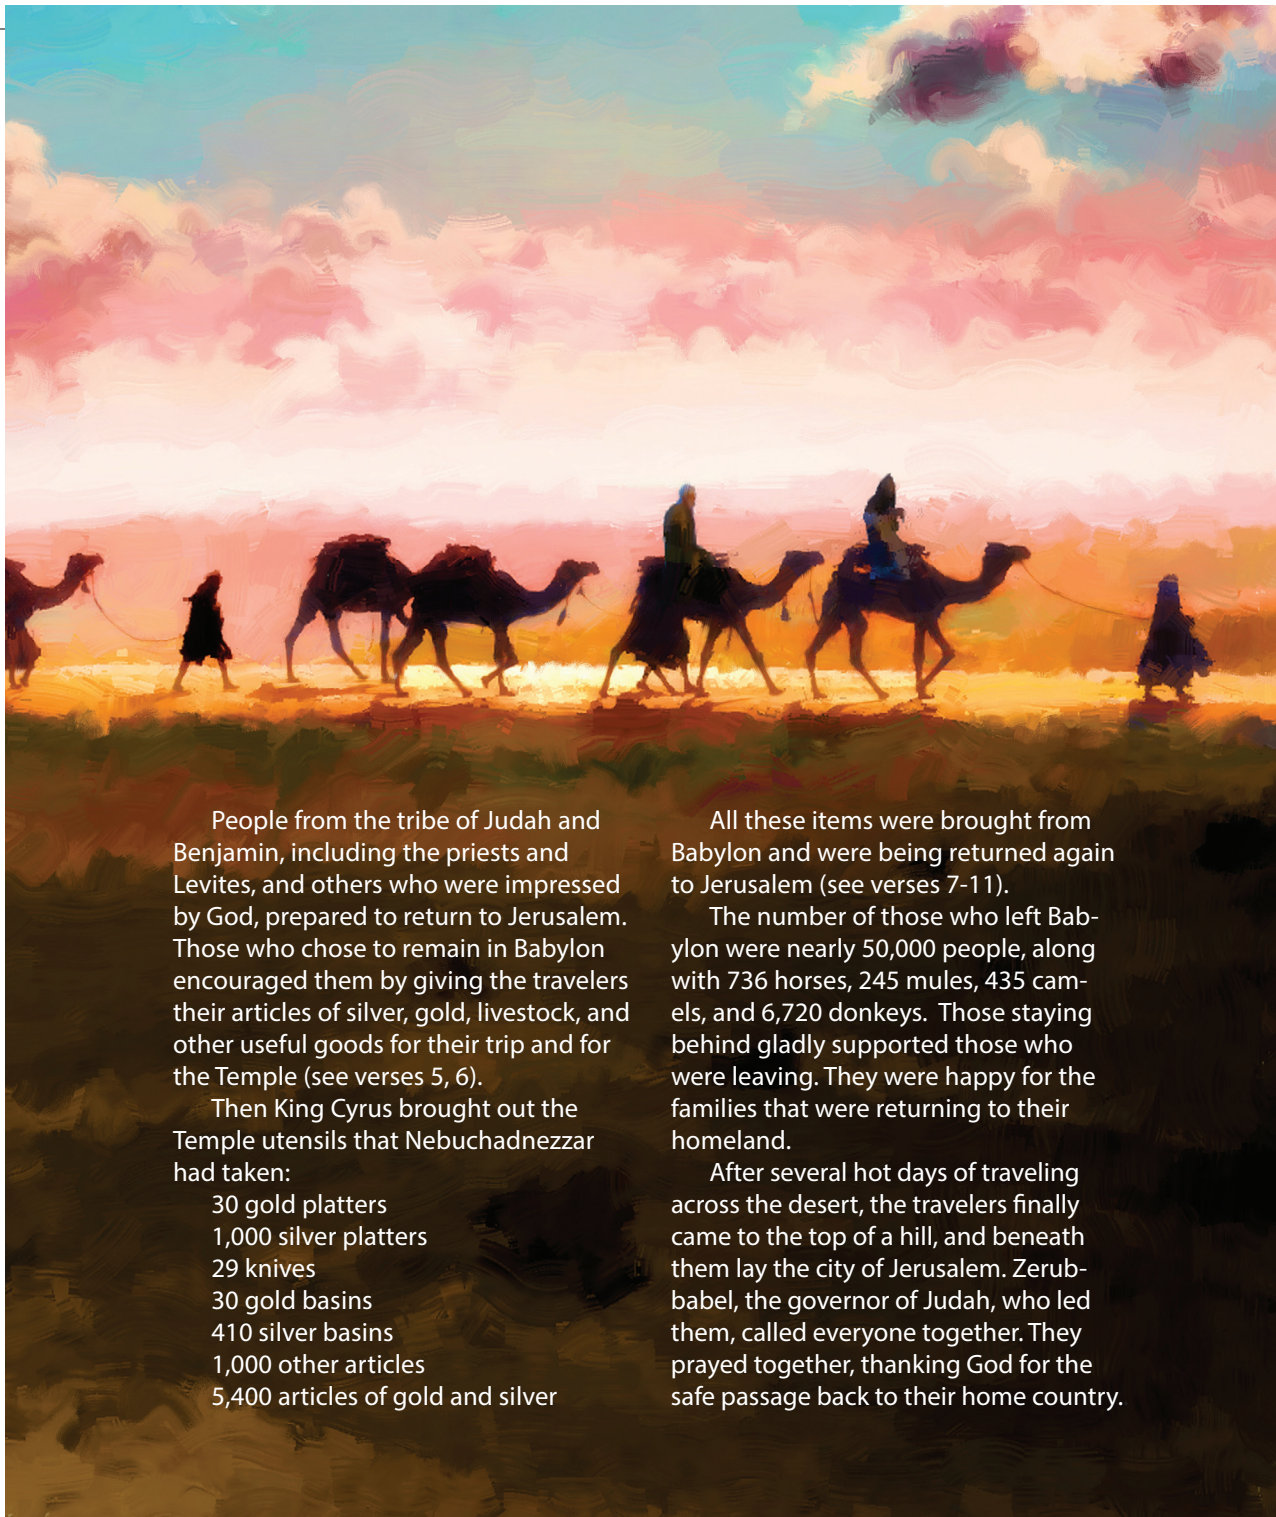 People from the tribe of Judah and
Benjamin, including the priests and
Levites, and others who were impressed
by God, prepared to return to Jerusalem.
Those who chose to remain in Babylon
encouraged them by giving the travelers
their articles of silver, gold, livestock, and
other useful goods for their trip and for
the Temple (see verses 5, 6).
Then King Cyrus brought out the
Temple utensils that Nebuchadnezzar
had taken:
30 gold platters
1,000 silver platters
29 knives
30 gold basins
410 silver basins
1,000 other articles
5,400 articles of gold and silver
All these items were brought from
Babylon and were being returned again
to Jerusalem (see verses 7-11).
The number of those who left Bab-
ylon were nearly 50,000 people, along
with 736 horses, 245 mules, 435 cam-
els, and 6,720 donkeys.  Those staying
behind gladly supported those who
were leaving. They were happy for the
families that were returning to their
homeland.
After several hot days of traveling
across the desert, the travelers finally
came to the top of a hill, and beneath
them lay the city of Jerusalem. Zerub-
babel, the governor of Judah, who led
them, called everyone together. They
prayed together, thanking God for the
safe passage back to their home country.